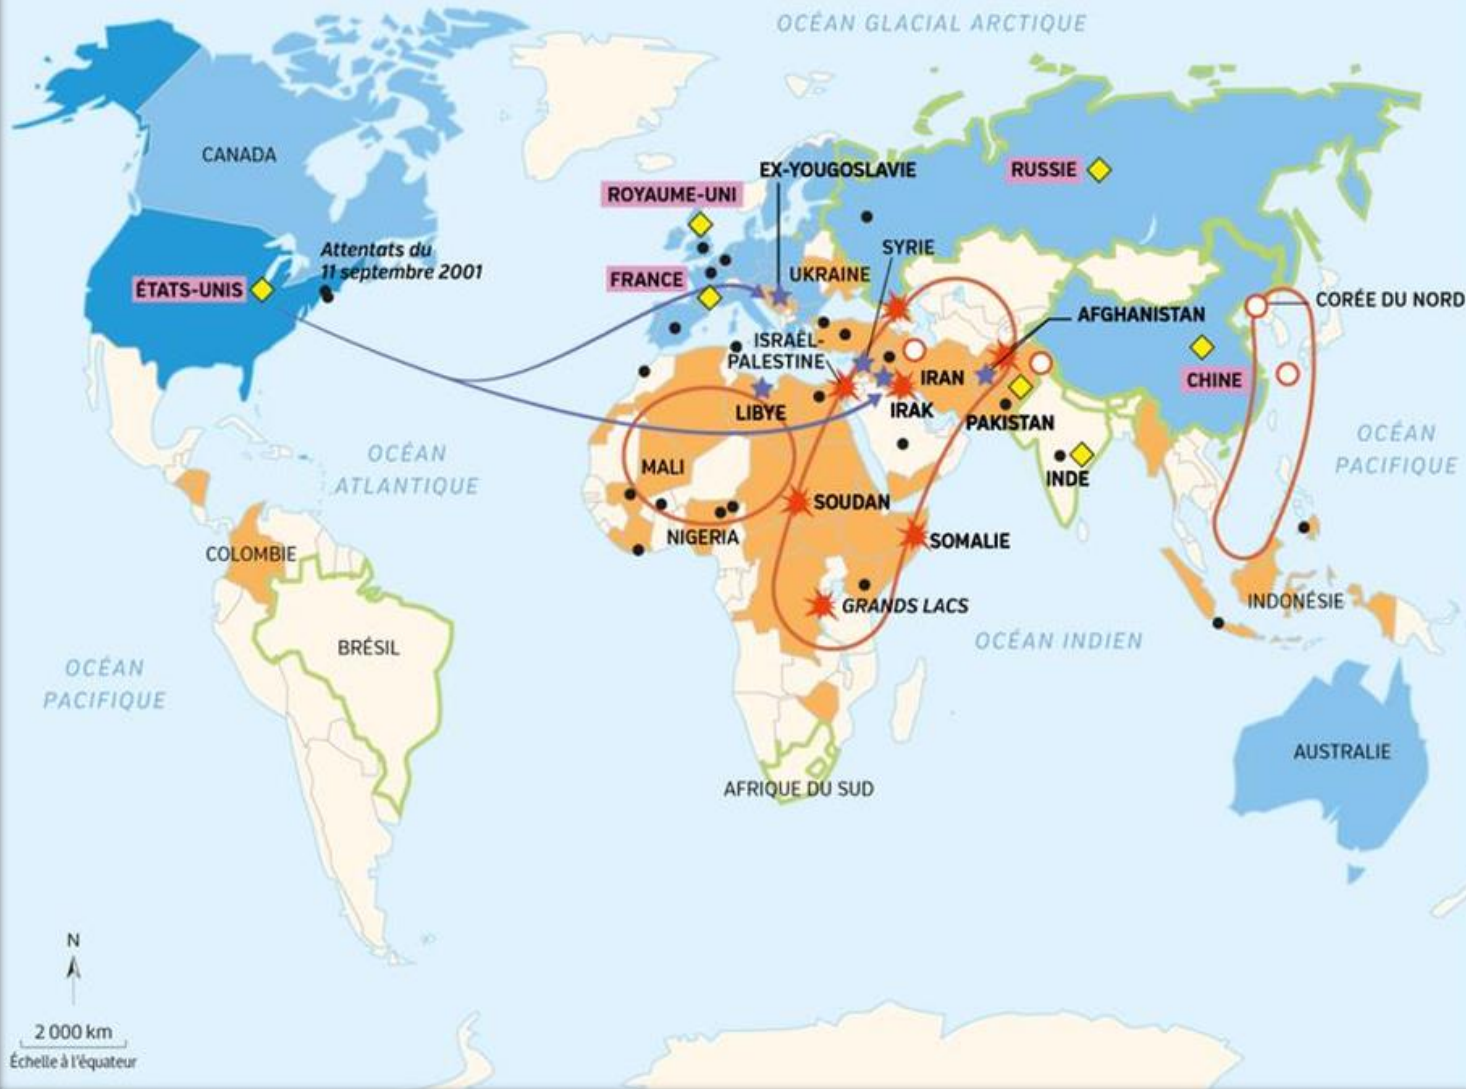 OCÉAN GLACIAL ARCTIQUE
CANADA
EX-YOUGOSLAVIE
RUSSIE
ROYAUME-UNI
Attentats du
11 septembre 2001
SYRIE
FRANCE
UKRAINE
ÉTATS-UNIS
CORÉE DU NORD
AFGHANISTAN
ISRAËL-
PALESTINE
IRAN
CHINE
LIBYE
IRAK
PAKISTAN
OCÉAN
ATLANTIQUE
OCÉAN
PACIFIQUE
MALI
INDE
SOUDAN
NIGERIA
SOMALIE
COLOMBIE
GRANDS LACS
INDONÉSIE
BRÉSIL
OCÉAN INDIEN
OCÉAN
PACIFIQUE
AUSTRALIE
AFRIQUE DU SUD
N
2 000 km
Échelle à l'équateur